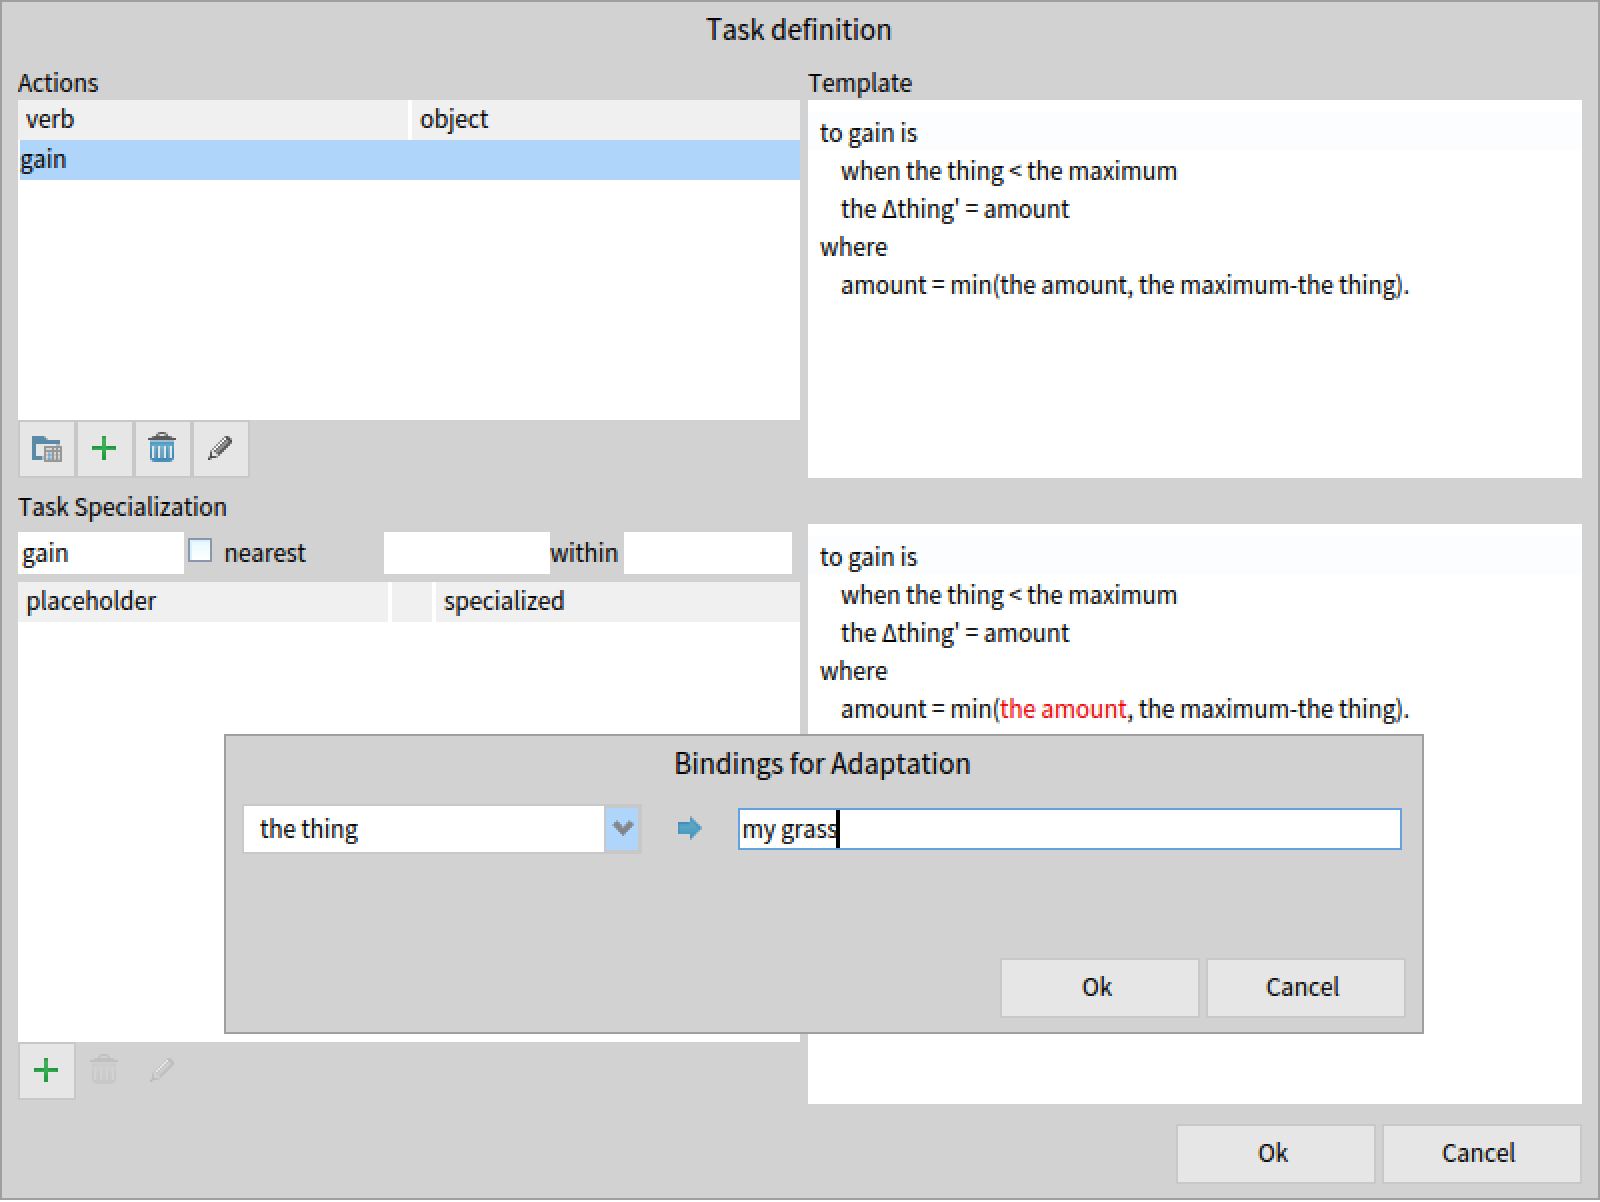 Task definition
Actions
verb object
gain
Template
to gain is
when the thing < the maximum
the Δthing' = amount
where
amount = min(the amount, the maximum-the thing).
Task Specialization
gain nearest within
placeholder specialized
to gain is
when the thing < the maximum
the Δthing' = amount
where
amount = min(the amount, the maximum-the thing).
Bindings for Adaptation
the thing my grass
Ok Cancel
Ok Cancel